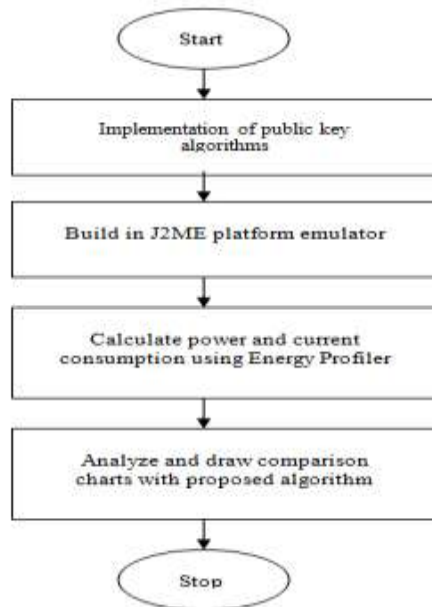 Start
Implementation of public key
algorithms
Build in J2ME platform emulator
Calculate power and current
consumption using Energy Profiler
Analyze and draw comparison
charts with proposed algorithm
Stop